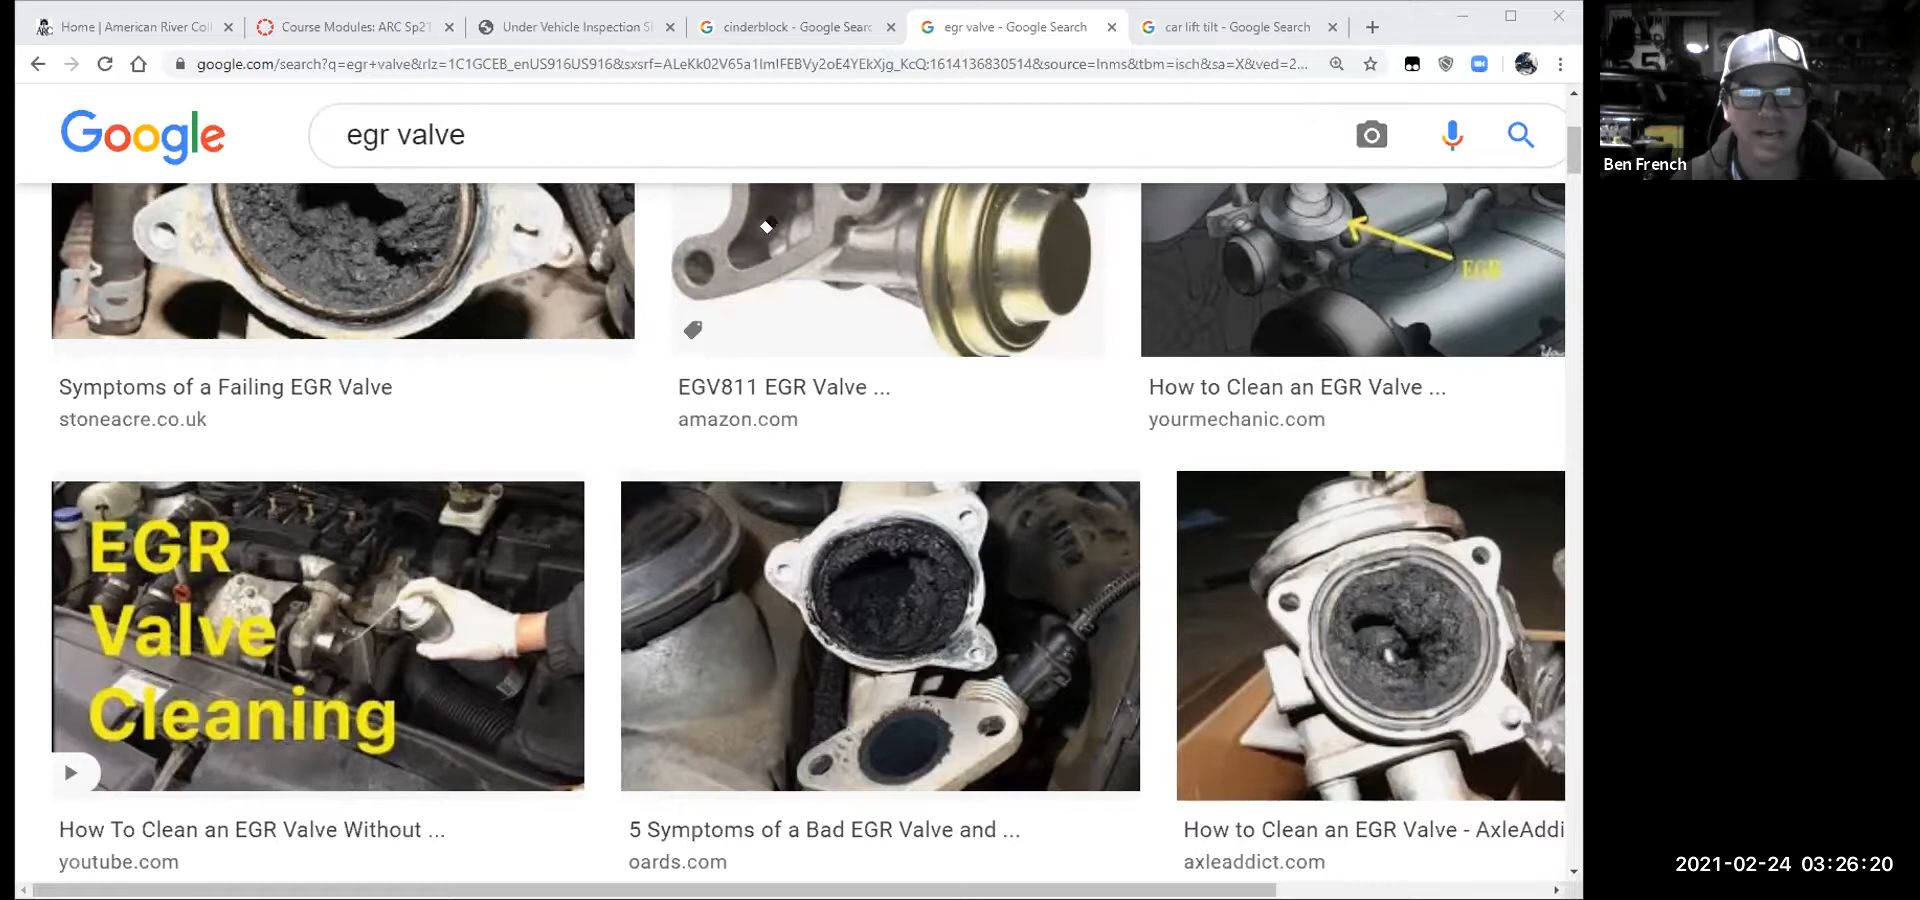 Home | American River Coll
Course Modules: ARC Sp21
Under Vehicle Inspection Sh
cinderblock - Google Search
egr valve - Google Search
car lift tilt - Google Search
google.com/search?q=egr+valve&rlz=1C1GCEB_enUS916US916&sxsrf=ALeKk02V65a1Im!FEBVy2oE4YEkXjg_KcQ:1614136830514&source=lnms&tbm=isch&sa=X&ved=2...
Ben French
Google
egr valve
EGR
Symptoms of a Failing EGR Valve
stoneacre.co.uk
EGV811 EGR Valve ...
amazon.com
How to Clean an EGR Valve ...
yourmechanic.com
EGR
Valve
Cleaning
How To Clean an EGR Valve Without ...
youtube.com
5 Symptoms of a Bad EGR Valve and ...
oards.com
How to Clean an EGR Valve - AxleAddi
axleaddict.com
2021-02-24 03:26:20